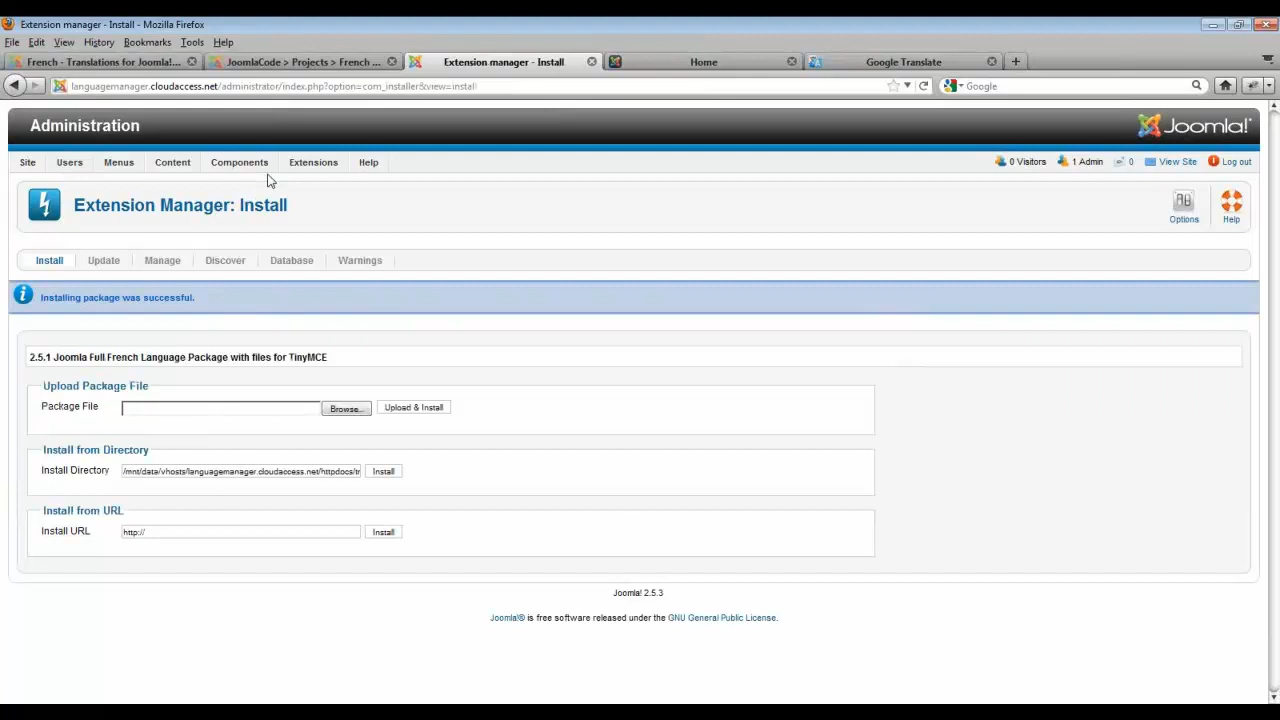 Extension manager - Install - Mozilla Firefox
File Edit View History Bookmarks Tools Help
French - Translations for Joomla!... JoomlaCode > Projects > French ... Extension manager - Install Home Google Translate
languagemanager.cloudaccess.net/administrator/index.php?option=com_installer&view=install Google
Administration Joomla!
Site Users Menus Content Components Extensions Help 0 Visitors 1 Admin 0 View Site Log out
Extension Manager: Install Options Help
Install Update Manage Discover Database Warnings
Installing package was successful.
2.5.1 Joomla Full French Language Package with files for TinyMCE
Upload Package File
Package File Browse... Upload & Install
Install from Directory
Install Directory /mnt/data/vhosts/languagemanager.cloudaccess.net/httpdocs/tr Install
Install from URL
Install URL http:// Install
Joomla! 2.5.3
Joomla!® is free software released under the GNU General Public License.